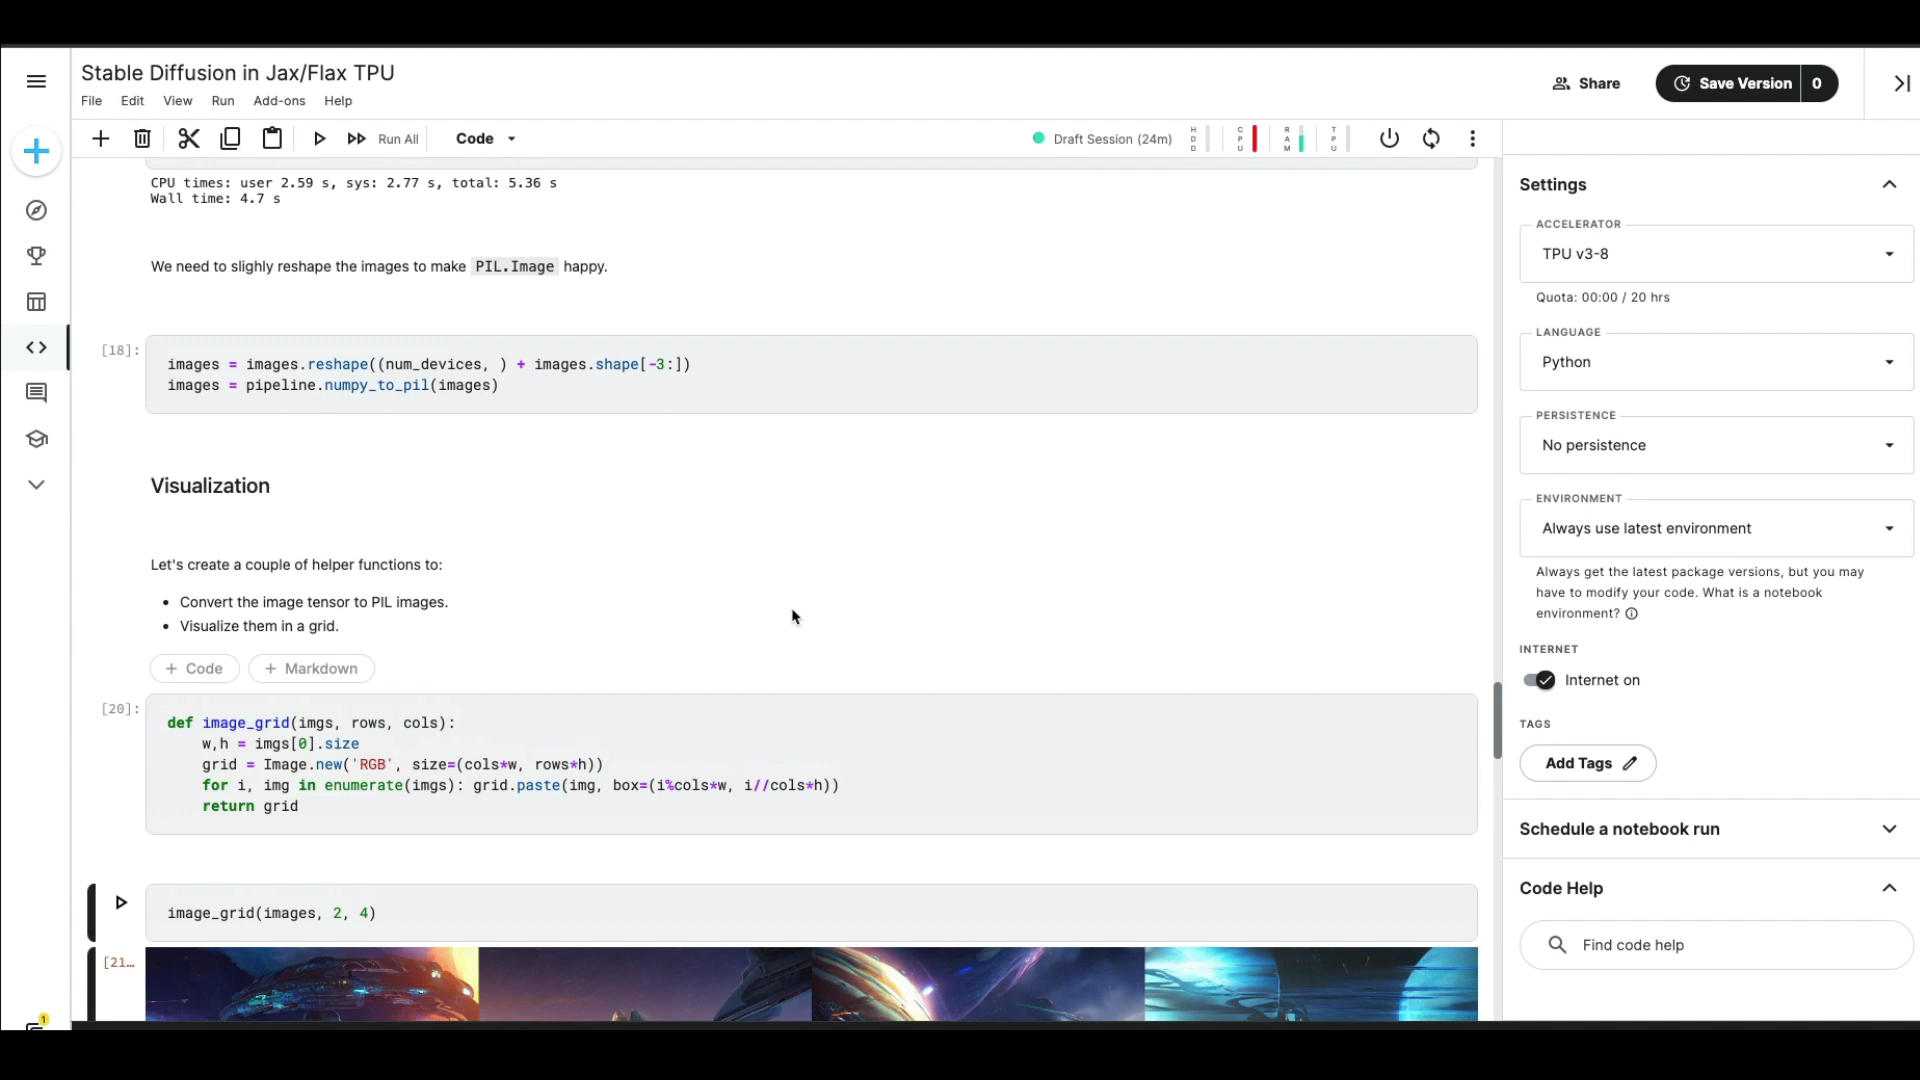 Stable Diffusion in Jax/Flax TPU
File Edit View Run Add-ons Help
Share
Save Version 0
Run All
Code
Draft Session (24m)
HDD
CPU
RAM
TPU
CPU times: user 2.59 s, sys: 2.77 s, total: 5.36 s
Wall time: 4.7 s
We need to slighly reshape the images to make PIL.Image happy.
[18]:
images = images.reshape((num_devices, ) + images.shape[-3:])
images = pipeline.numpy_to_pil(images)
Visualization
Let's create a couple of helper functions to:
• Convert the image tensor to PIL images.
• Visualize them in a grid.
+ Code + Markdown
[20]:
def image_grid(imgs, rows, cols):
w,h = imgs[0].size
grid = Image.new('RGB', size=(cols*w, rows*h))
for i, img in enumerate(imgs): grid.paste(img, box=(i%cols*w, i//cols*h))
return grid
image_grid(images, 2, 4)
[21…
1
Settings
ACCELERATOR
TPU v3-8
Quota: 00:00 / 20 hrs
LANGUAGE
Python
PERSISTENCE
No persistence
ENVIRONMENT
Always use latest environment
Always get the latest package versions, but you may
have to modify your code. What is a notebook
environment?
INTERNET
Internet on
TAGS
Add Tags
Schedule a notebook run
Code Help
Find code help